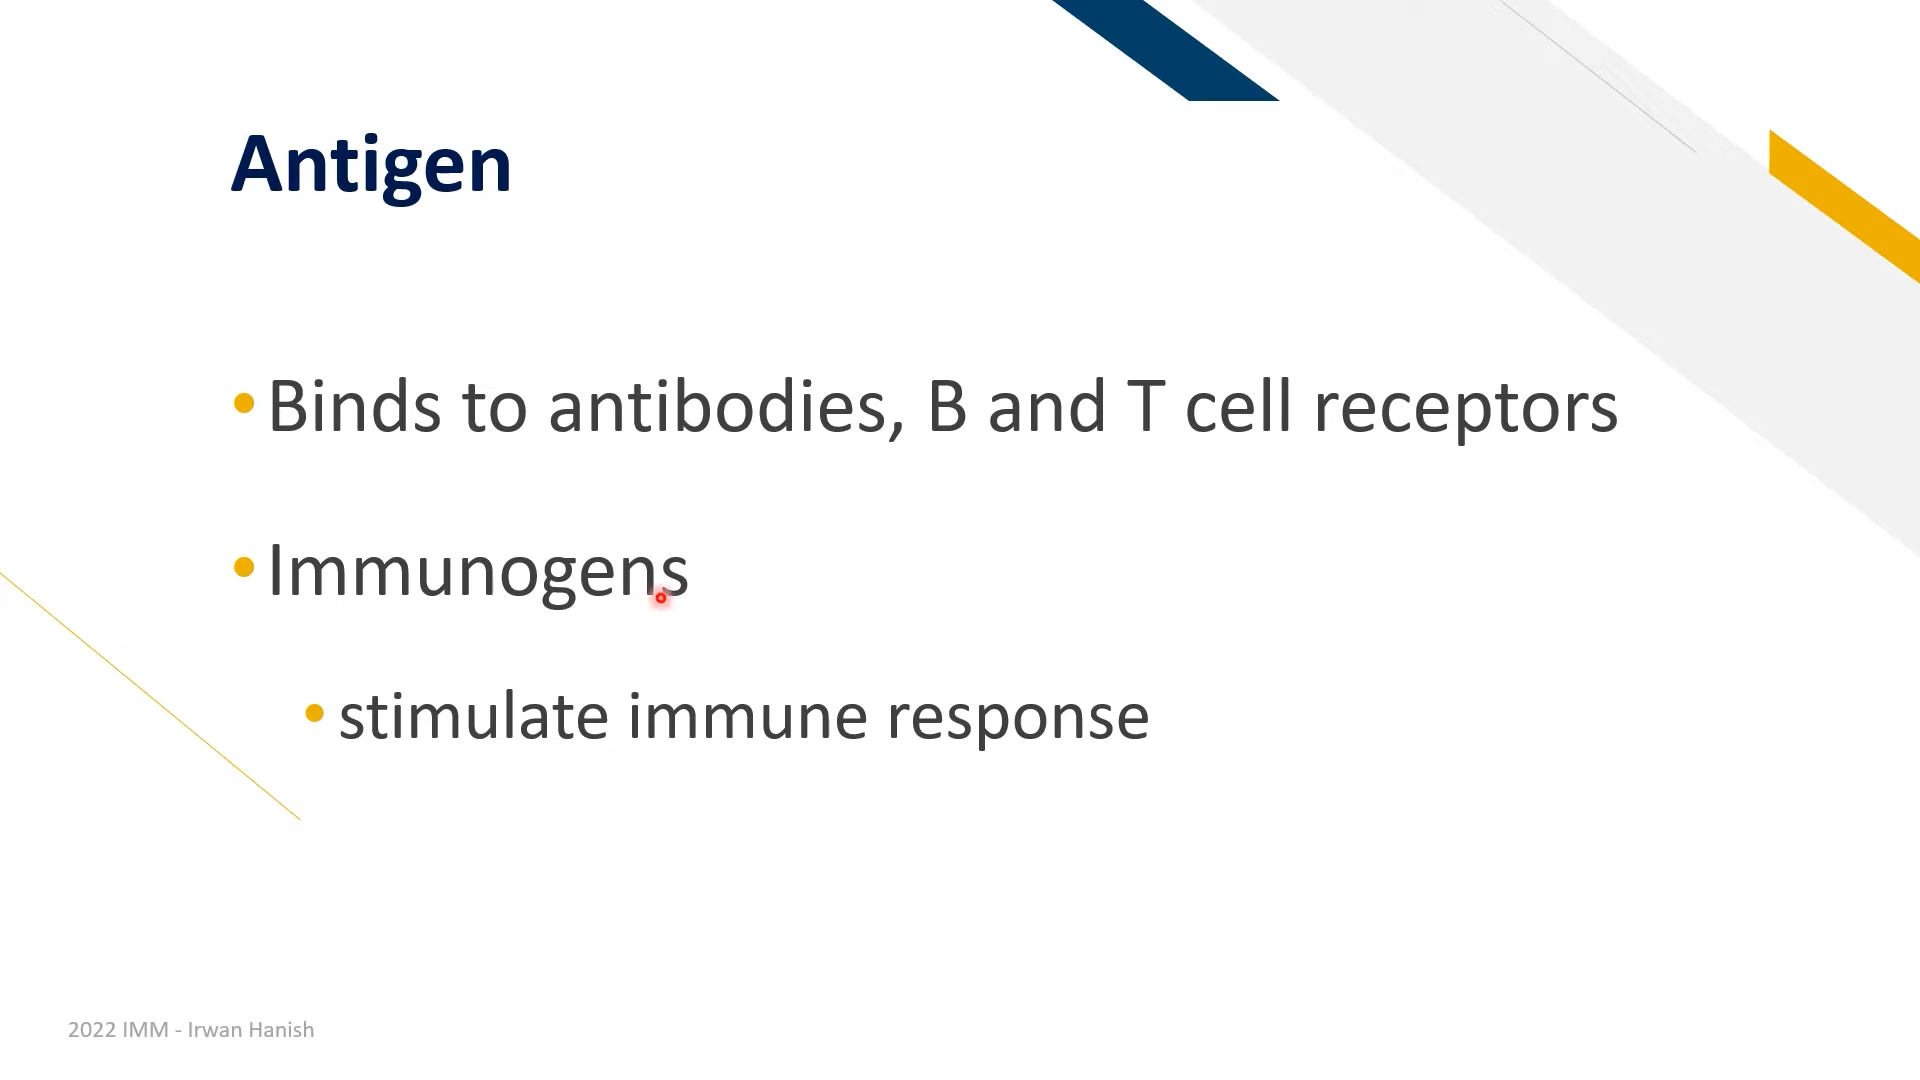 Antigen
• Binds to antibodies, B and T cell receptors
• Immunogens
• stimulate immune response
2022 IMM - Irwan Hanish